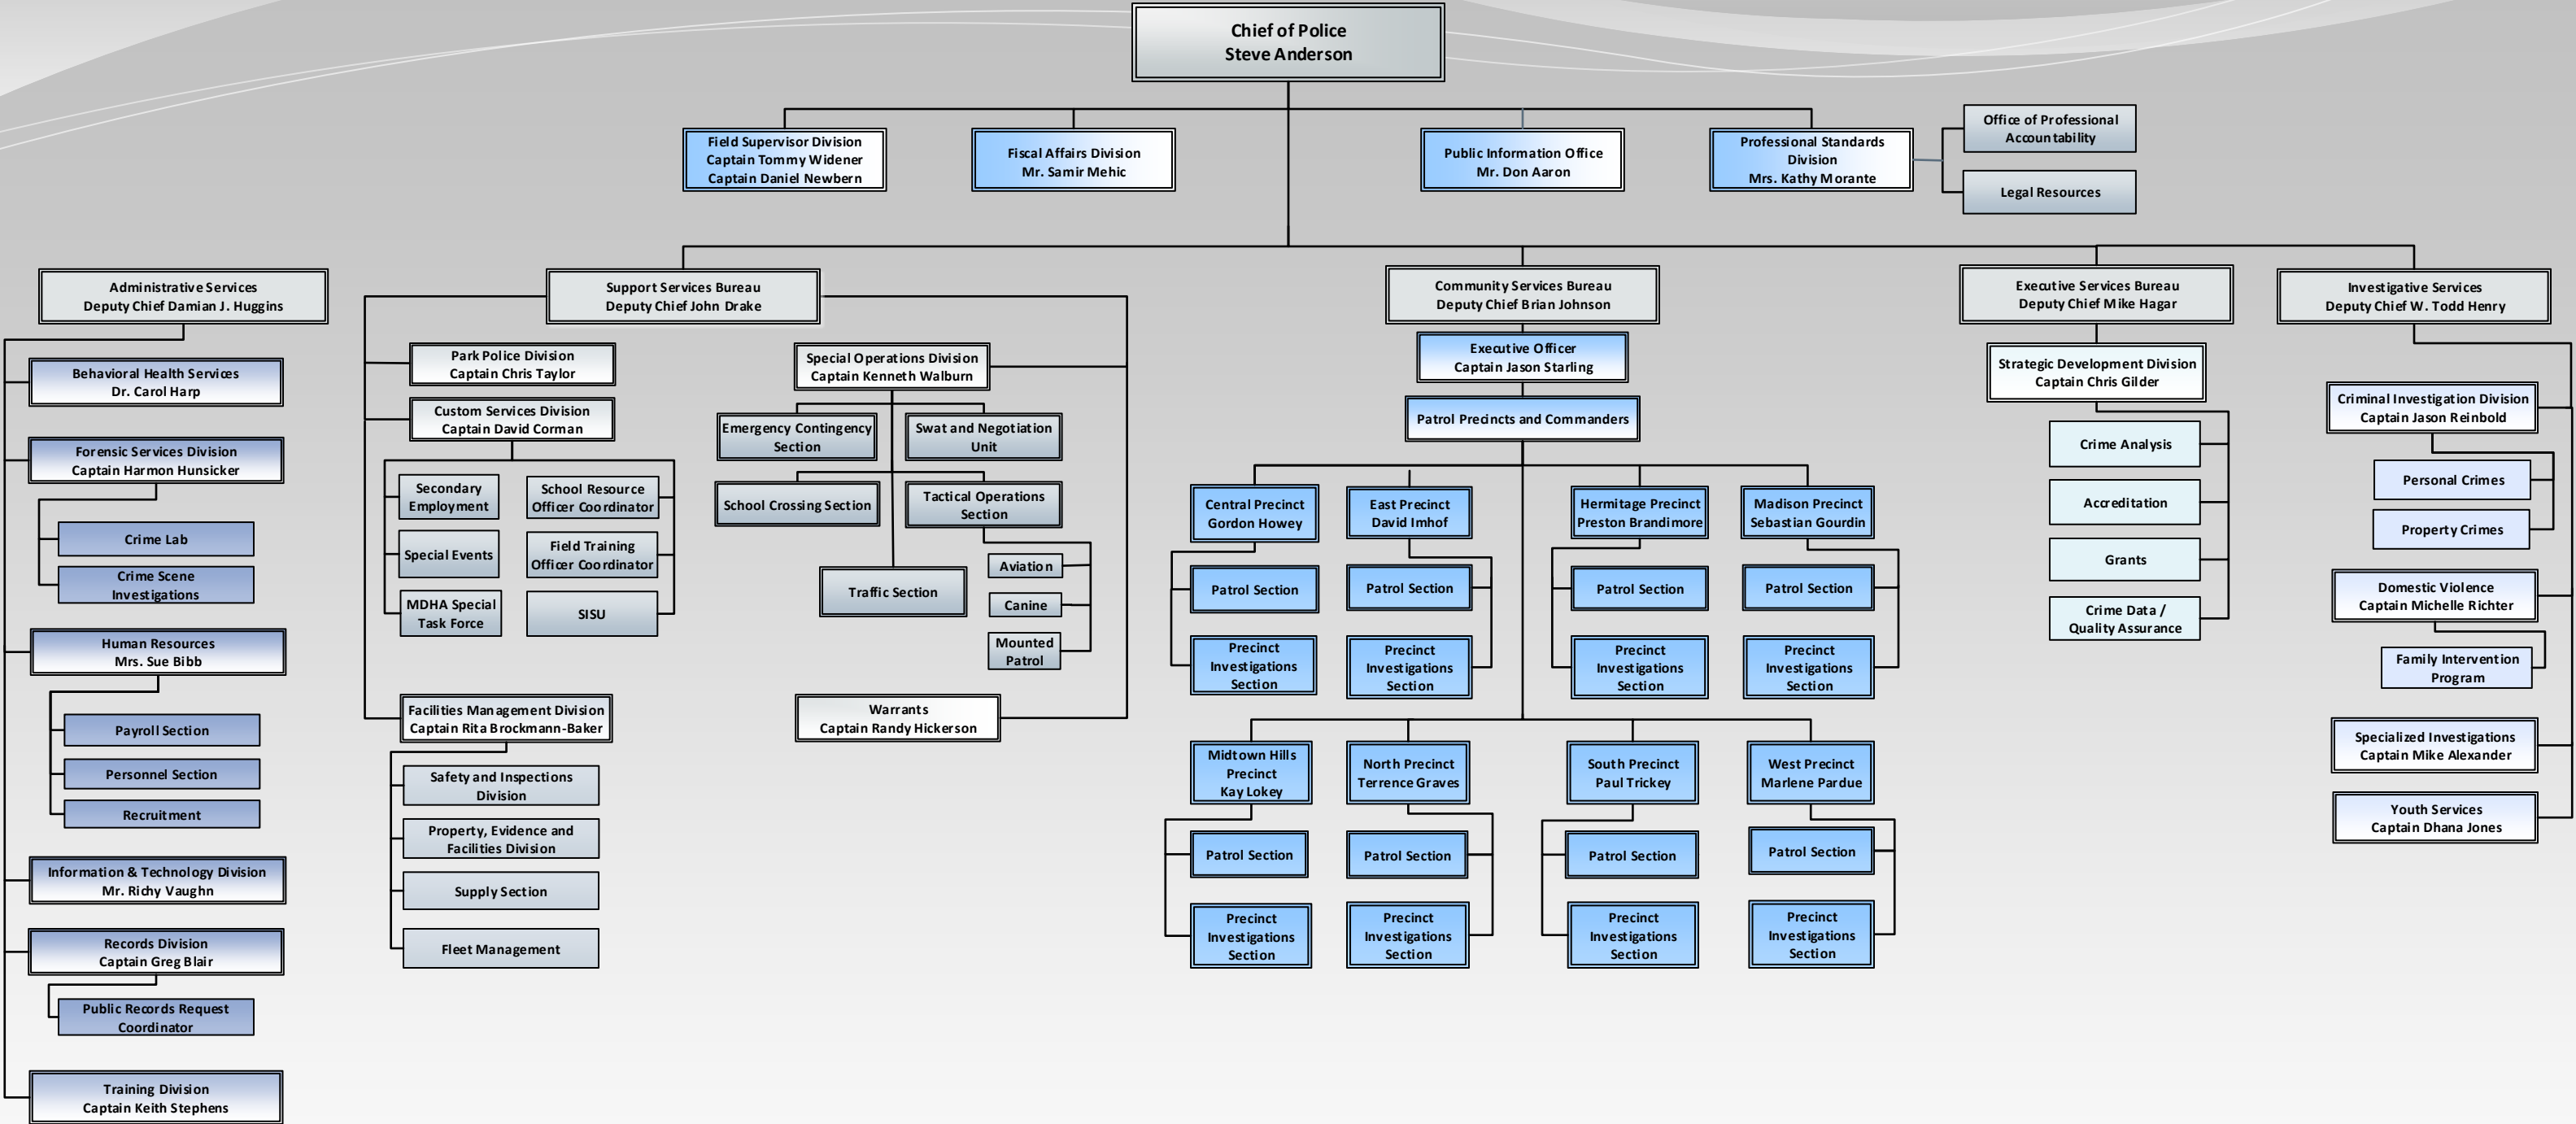 Chief of Police
Steve Anderson
Field Supervisor Division
Captain Tommy Widener
Captain Daniel Newbern
Fiscal Affairs Division
Mr. Samir Mehic
Public Information Office
Mr. Don Aaron
Professional Standards
Division
Mrs. Kathy Morante
Office of Professional
Accountability
Legal Resources
Administrative Services
Deputy Chief Damian J. Huggins
Behavioral Health Services
Dr. Carol Harp
Forensic Services Division
Captain Harmon Hunsicker
Crime Lab
Crime Scene
Investigations
Human Resources
Mrs. Sue Bibb
Payroll Section
Personnel Section
Recruitment
Information & Technology Division
Mr. Richy Vaughn
Records Division
Captain Greg Blair
Public Records Request
Coordinator
Training Division
Captain Keith Stephens
Support Services Bureau
Deputy Chief John Drake
Park Police Division
Captain Chris Taylor
Custom Services Division
Captain David Corman
Secondary
Employment
Special Events
MDHA Special
Task Force
School Resource
Officer Coordinator
Field Training
Officer Coordinator
SISU
Facilities Management Division
Captain Rita Brockmann-Baker
Safety and Inspections
Division
Property, Evidence and
Facilities Division
Supply Section
Fleet Management
Special Operations Division
Captain Kenneth Walburn
Emergency Contingency
Section
Swat and Negotiation
Unit
School Crossing Section
Tactical Operations
Section
Traffic Section
Aviation
Canine
Mounted
Patrol
Warrants
Captain Randy Hickerson
Community Services Bureau
Deputy Chief Brian Johnson
Executive Officer
Captain Jason Starling
Patrol Precincts and Commanders
Central Precinct
Gordon Howey
Patrol Section
Precinct
Investigations
Section
East Precinct
David Imhof
Patrol Section
Precinct
Investigations
Section
Hermitage Precinct
Preston Brandimore
Patrol Section
Precinct
Investigations
Section
Madison Precinct
Sebastian Gourdin
Patrol Section
Precinct
Investigations
Section
Midtown Hills
Precinct
Kay Lokey
Patrol Section
Precinct
Investigations
Section
North Precinct
Terrence Graves
Patrol Section
Precinct
Investigations
Section
South Precinct
Paul Trickey
Patrol Section
Precinct
Investigations
Section
West Precinct
Marlene Pardue
Patrol Section
Precinct
Investigations
Section
Executive Services Bureau
Deputy Chief Mike Hagar
Strategic Development Division
Captain Chris Gilder
Crime Analysis
Accreditation
Grants
Crime Data /
Quality Assurance
Investigative Services
Deputy Chief W. Todd Henry
Criminal Investigation Division
Captain Jason Reinbold
Personal Crimes
Property Crimes
Domestic Violence
Captain Michelle Richter
Family Intervention
Program
Specialized Investigations
Captain Mike Alexander
Youth Services
Captain Dhana Jones